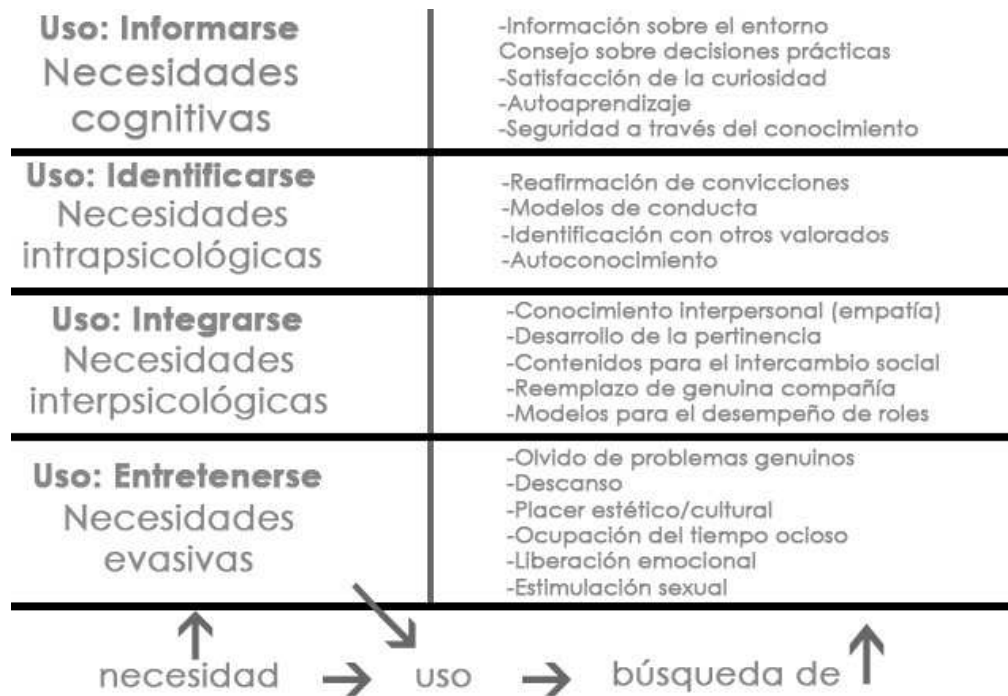 Uso: Informarse
Necesidades
cognitivas
-Información sobre el entorno
Consejo sobre decisiones prácticas
-Satisfacción de la curiosidad
-Autoaprendizaje
-Seguridad a través del conocimiento
Uso: Identificarse
Necesidades
intrapsicológicas
-Reafirmación de convicciones
-Modelos de conducta
-Identificación con otros valorados
-Autoconocimiento
Uso: Integrarse
Necesidades
interpsicológicas
-Conocimiento interpersonal (empatía)
-Desarrollo de la pertinencia
-Contenidos para el intercambio social
-Reemplazo de genuina compañía
-Modelos para el desempeño de roles
Uso: Entretenerse
Necesidades
evasivas
-Olvido de problemas genuinos
-Descanso
-Placer estético/cultural
-Ocupación del tiempo ocioso
-Liberación emocional
-Estimulación sexual
necesidad → uso → búsqueda de